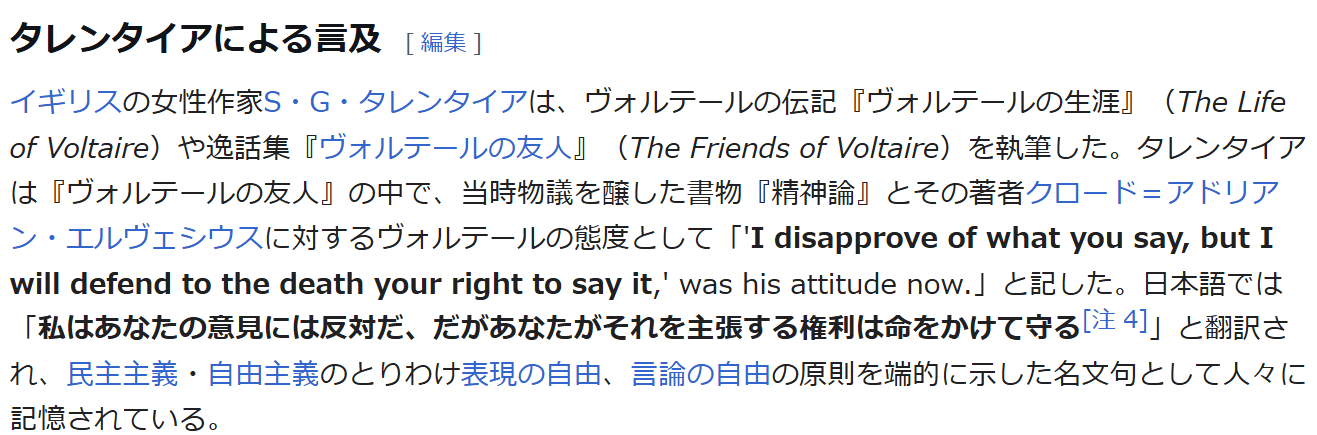 タレンタイアによる言及 [ 編集 ]
イギリスの女性作家S・G・タレンタイアは、ヴォルテールの伝記『ヴォルテールの生涯』（The Life
of Voltaire）や逸話集『ヴォルテールの友人』（The Friends of Voltaire）を執筆した。タレンタイア
は『ヴォルテールの友人』の中で、当時物議を醸した書物『精神論』とその著者クロード＝アドリア
ン・エルヴェシウスに対するヴォルテールの態度として「'I disapprove of what you say, but I
will defend to the death your right to say it,' was his attitude now.」と記した。日本語では
「私はあなたの意見には反対だ、だがあなたがそれを主張する権利は命をかけて守る[注 4]」と翻訳さ
れ、民主主義・自由主義のとりわけ表現の自由、言論の自由の原則を端的に示した名文句として人々に
記憶されている。